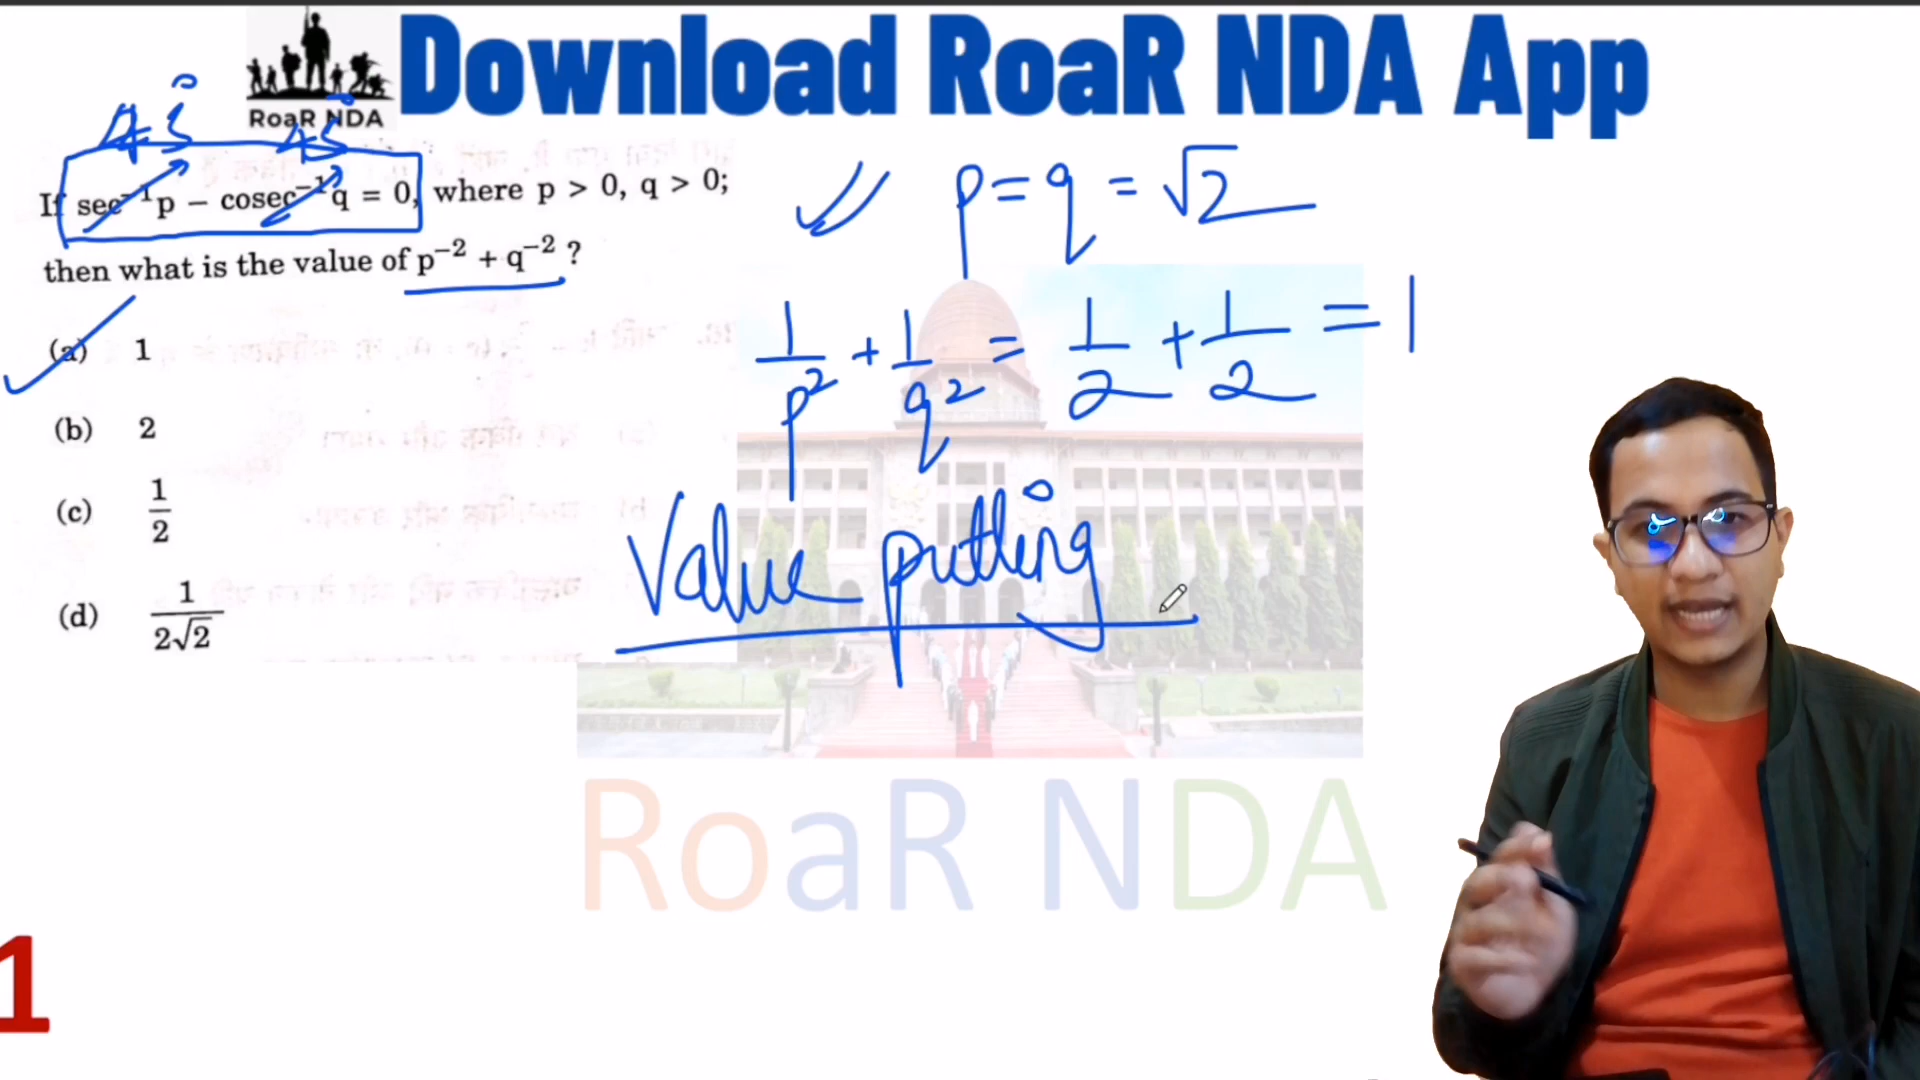 Download RoaR NDA App
RoaR NDA
45° 45°
If sec⁻¹p – cosec⁻¹q = 0, where p > 0, q > 0;
then what is the value of p⁻² + q⁻² ?
(a) 1
(b) 2
(c) 1/2
(d) 1/2√2
p = q = √2
1/p² + 1/q² = 1/2 + 1/2 = 1
Value putting
RoaR NDA
1